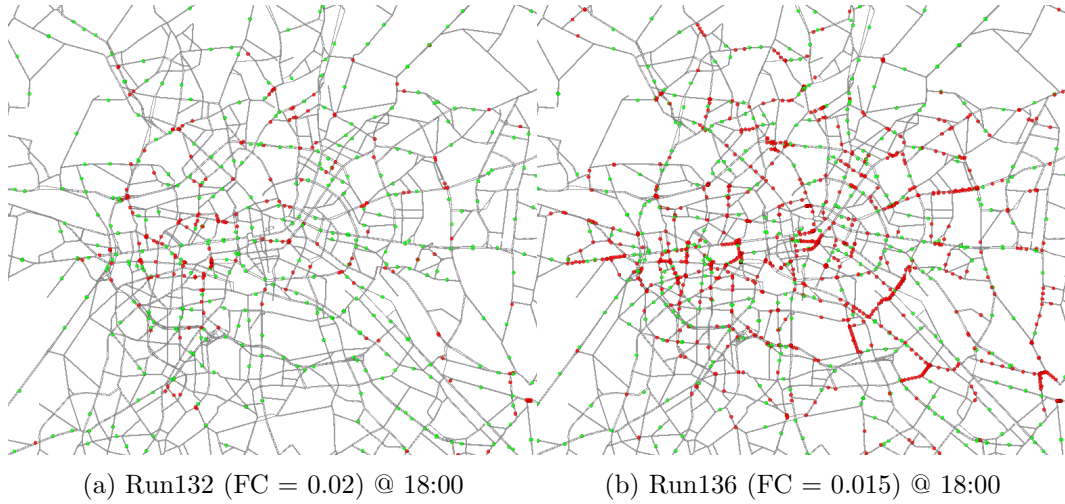 (a) Run132 (FC = 0.02) @ 18:00
(b) Run136 (FC = 0.015) @ 18:00